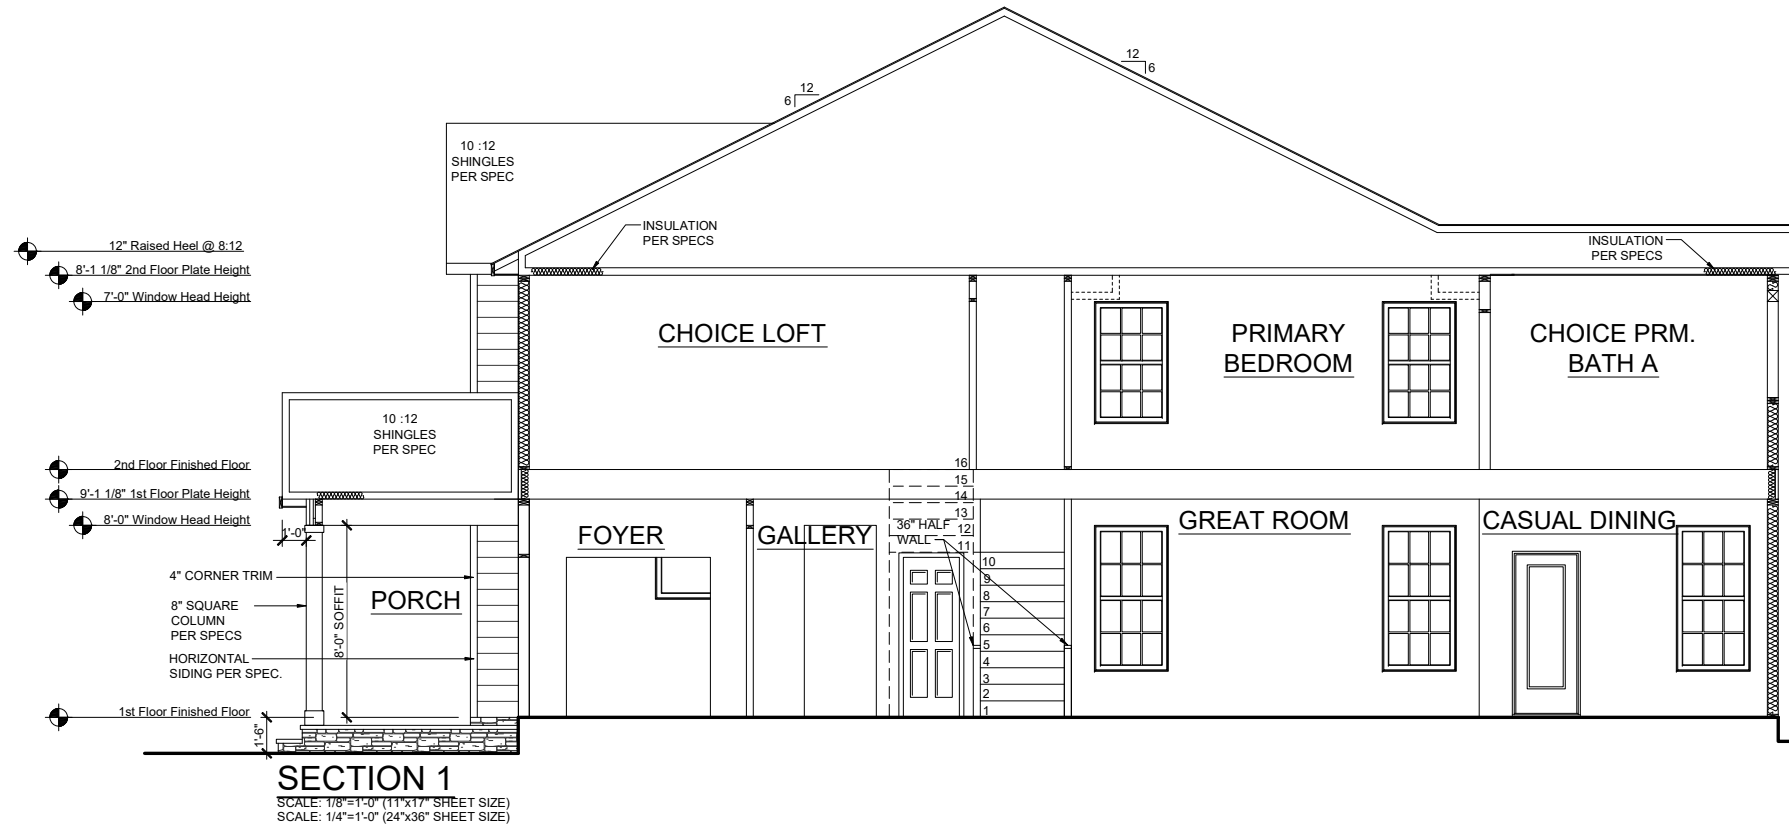 12
6
12
6
10 :12
SHINGLES
PER SPEC
INSULATION
PER SPECS
INSULATION
PER SPECS
12" Raised Heel @ 8:12
8'-1 1/8" 2nd Floor Plate Height
7'-0" Window Head Height
CHOICE LOFT
PRIMARY
BEDROOM
CHOICE PRM.
BATH A
10 :12
SHINGLES
PER SPEC
2nd Floor Finished Floor
9'-1 1/8" 1st Floor Plate Height
8'-0" Window Head Height
16
15
14
13
12
11
10
9
8
7
6
5
4
3
2
1
36" HALF
WALL
FOYER
GALLERY
GREAT ROOM
CASUAL DINING
1'-0"
4" CORNER TRIM
8" SQUARE
COLUMN
PER SPECS
HORIZONTAL
SIDING PER SPEC.
8'-0" SOFFIT
PORCH
1st Floor Finished Floor
1'-6"
SECTION 1
SCALE: 1/8"=1'-0" (11"x17" SHEET SIZE)
SCALE: 1/4"=1'-0" (24"x36" SHEET SIZE)